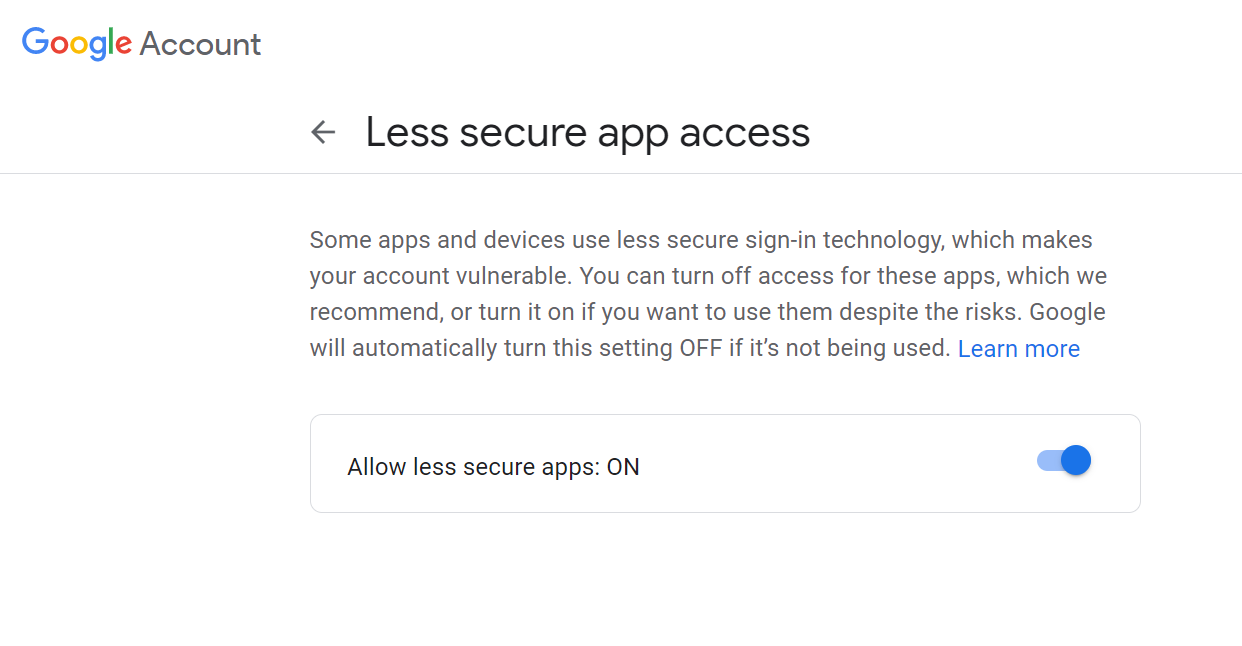 Google Account
Less secure app access
Some apps and devices use less secure sign-in technology, which makes
your account vulnerable. You can turn off access for these apps, which we
recommend, or turn it on if you want to use them despite the risks. Google
will automatically turn this setting OFF if it’s not being used. Learn more
Allow less secure apps: ON